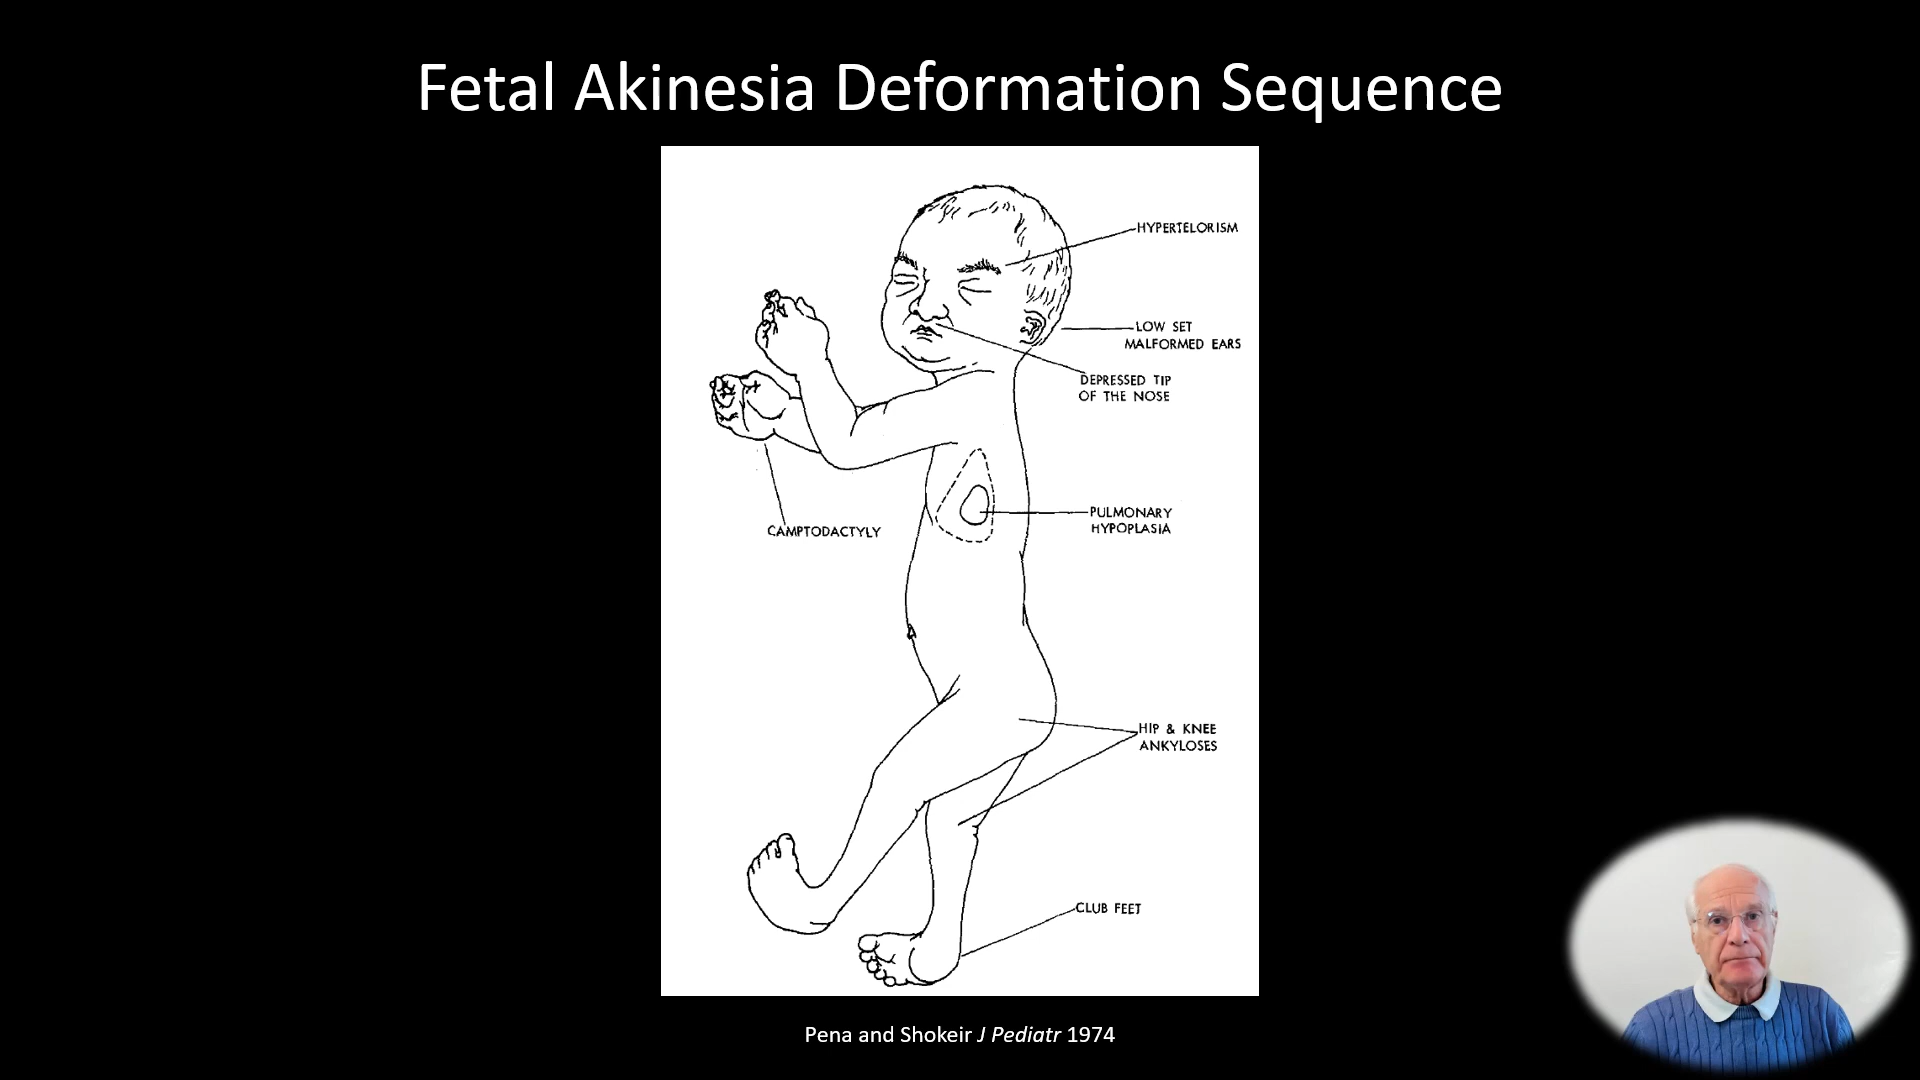 Fetal Akinesia Deformation Sequence
HYPERTELORISM
LOW SET
MALFORMED EARS
DEPRESSED TIP
OF THE NOSE
PULMONARY
HYPOPLASIA
CAMPTODACTYLY
HIP & KNEE
ANKYLOSES
CLUB FEET
Pena and Shokeir J Pediatr 1974